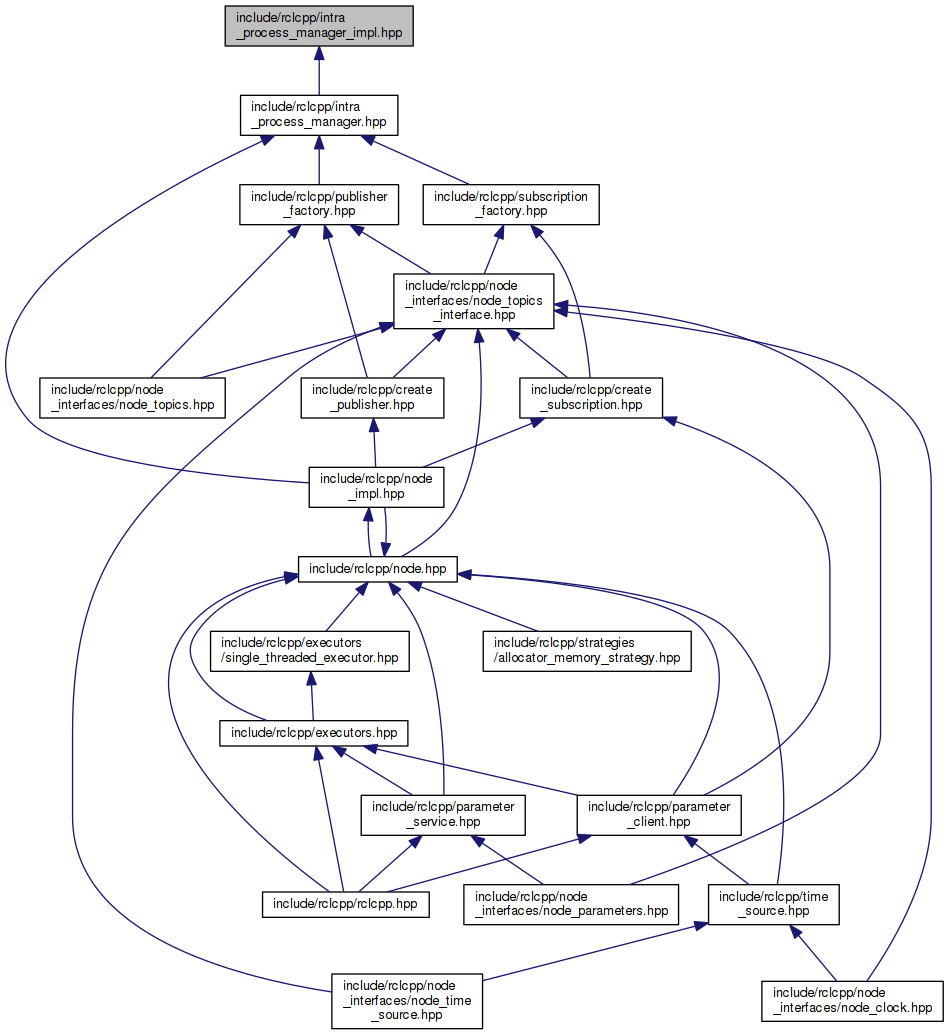 include/rclcpp/intra
_process_manager_impl.hpp
include/rclcpp/intra
_process_manager.hpp
include/rclcpp/publisher
_factory.hpp
include/rclcpp/subscription
_factory.hpp
include/rclcpp/node
_interfaces/node_topics
_interface.hpp
include/rclcpp/node
_interfaces/node_topics.hpp
include/rclcpp/create
_publisher.hpp
include/rclcpp/create
_subscription.hpp
include/rclcpp/node
_impl.hpp
include/rclcpp/node.hpp
include/rclcpp/executors
/single_threaded_executor.hpp
include/rclcpp/strategies
/allocator_memory_strategy.hpp
include/rclcpp/executors.hpp
include/rclcpp/parameter
_service.hpp
include/rclcpp/parameter
_client.hpp
include/rclcpp/rclcpp.hpp
include/rclcpp/node
_interfaces/node_parameters.hpp
include/rclcpp/time
_source.hpp
include/rclcpp/node
_interfaces/node_time
_source.hpp
include/rclcpp/node
_interfaces/node_clock.hpp